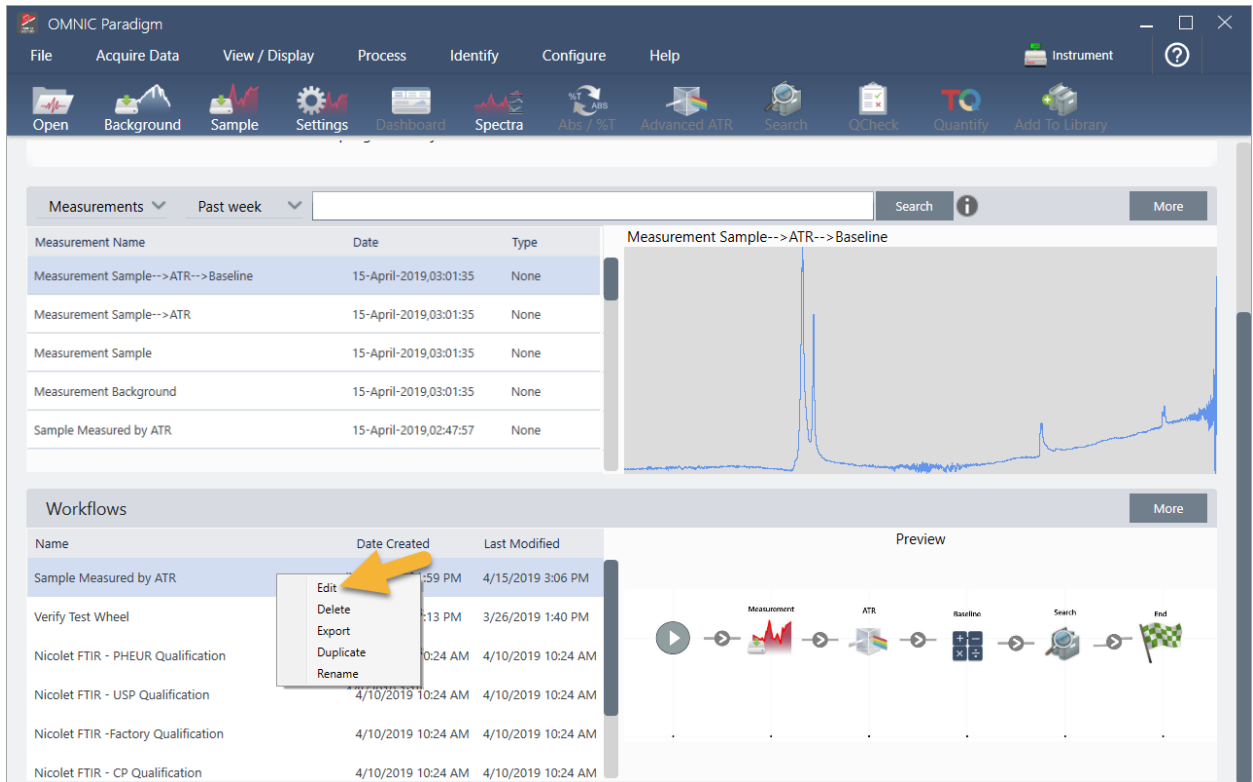 OMNIC Paradigm
File Acquire Data View / Display Process Identify Configure Help Instrument
%T ABS TQ
Open Background Sample Settings Dashboard Spectra Abs / %T Advanced ATR Search QCheck Quantify Add To Library
Measurements Past week Search More
Measurement Name Date Type Measurement Sample-->ATR-->Baseline
Measurement Sample-->ATR-->Baseline 15-April-2019,03:01:35 None
Measurement Sample-->ATR 15-April-2019,03:01:35 None
Measurement Sample 15-April-2019,03:01:35 None
Measurement Background 15-April-2019,03:01:35 None
Sample Measured by ATR 15-April-2019,02:47:57 None
Workflows More
Name Date Created Last Modified Preview
Sample Measured by ATR :59 PM 4/15/2019 3:06 PM
Verify Test Wheel :13 PM 3/26/2019 1:40 PM
Nicolet FTIR - PHEUR Qualification 0:24 AM 4/10/2019 10:24 AM
Nicolet FTIR - USP Qualification 4/10/2019 10:24 AM 4/10/2019 10:24 AM
Nicolet FTIR -Factory Qualification 4/10/2019 10:24 AM 4/10/2019 10:24 AM
Nicolet FTIR - CP Qualification 4/10/2019 10:24 AM 4/10/2019 10:24 AM
Edit
Delete
Export
Duplicate
Rename
Measurement ATR Baseline Search End